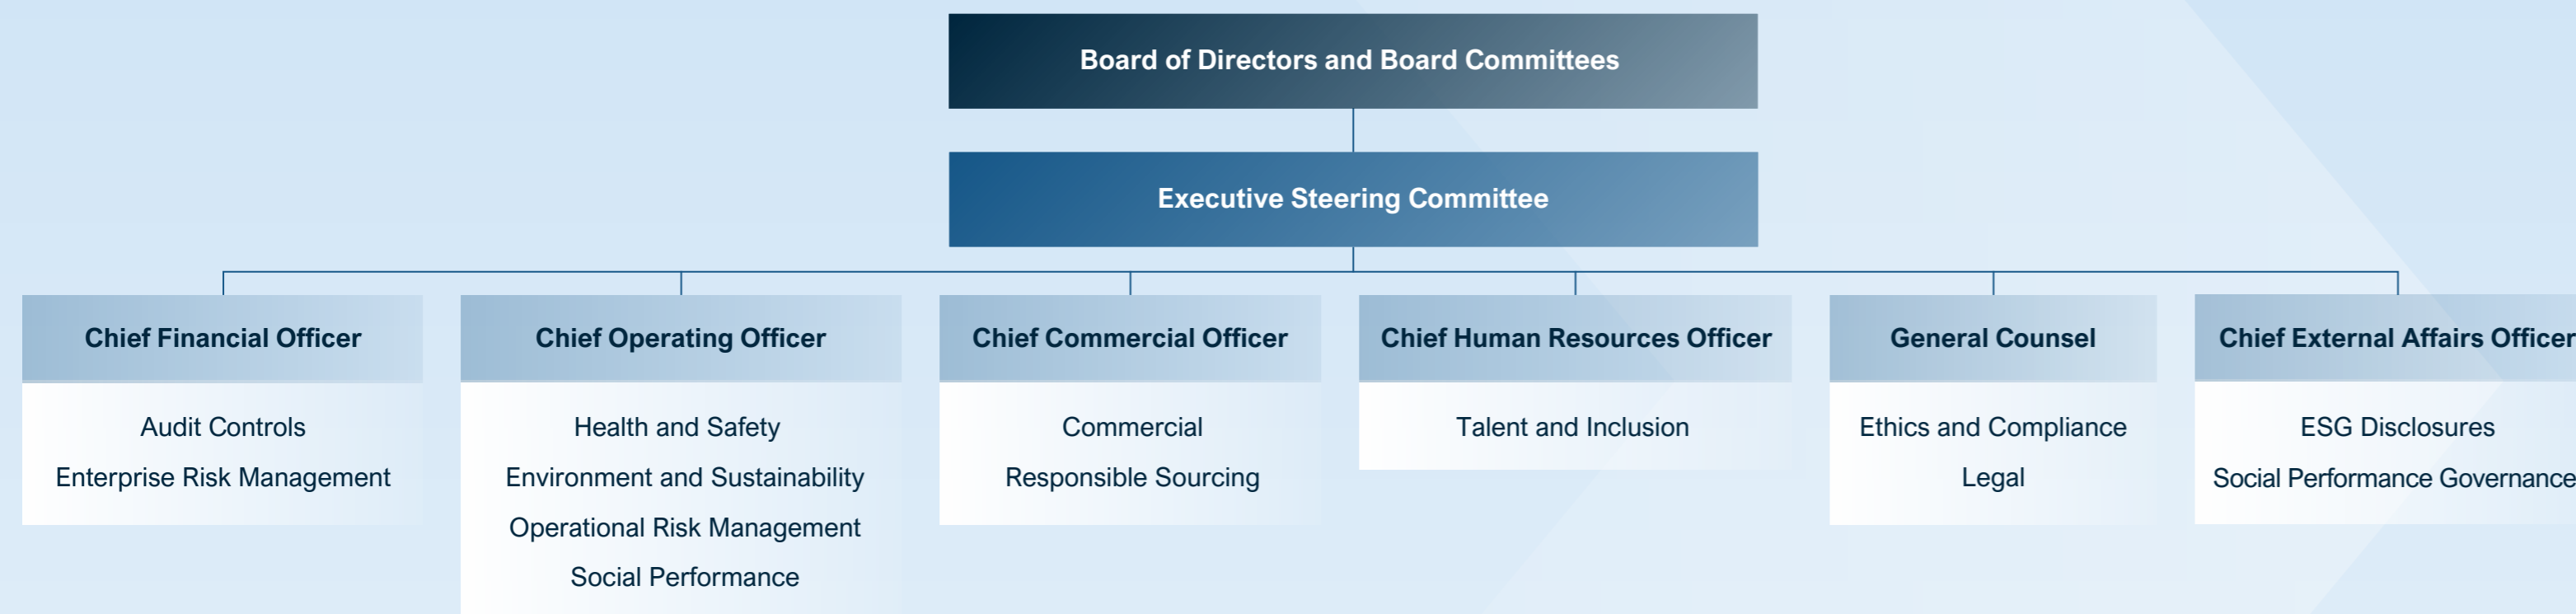 Board of Directors and Board Committees
Executive Steering Committee
Chief Financial Officer
Audit Controls
Enterprise Risk Management
Chief Operating Officer
Health and Safety
Environment and Sustainability
Operational Risk Management
Social Performance
Chief Commercial Officer
Commercial
Responsible Sourcing
Chief Human Resources Officer
Talent and Inclusion
General Counsel
Ethics and Compliance
Legal
Chief External Affairs Officer
ESG Disclosures
Social Performance Governance